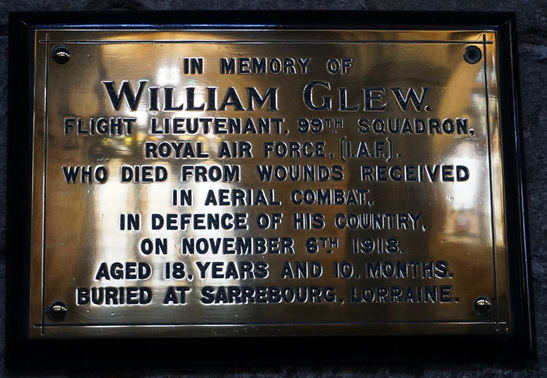 IN MEMORY OF
WILLIAM GLEW.
FLIGHT LIEUTENANT, 99TH SQUADRON,
ROYAL AIR FORCE. (I.A.F.).
WHO DIED FROM WOUNDS RECEIVED
IN AERIAL COMBAT.
IN DEFENCE OF HIS COUNTRY,
ON NOVEMBER 6TH 1918.
AGED 18, YEARS AND 10, MONTHS.
BURIED AT SARREBOURG, LORRAINE.